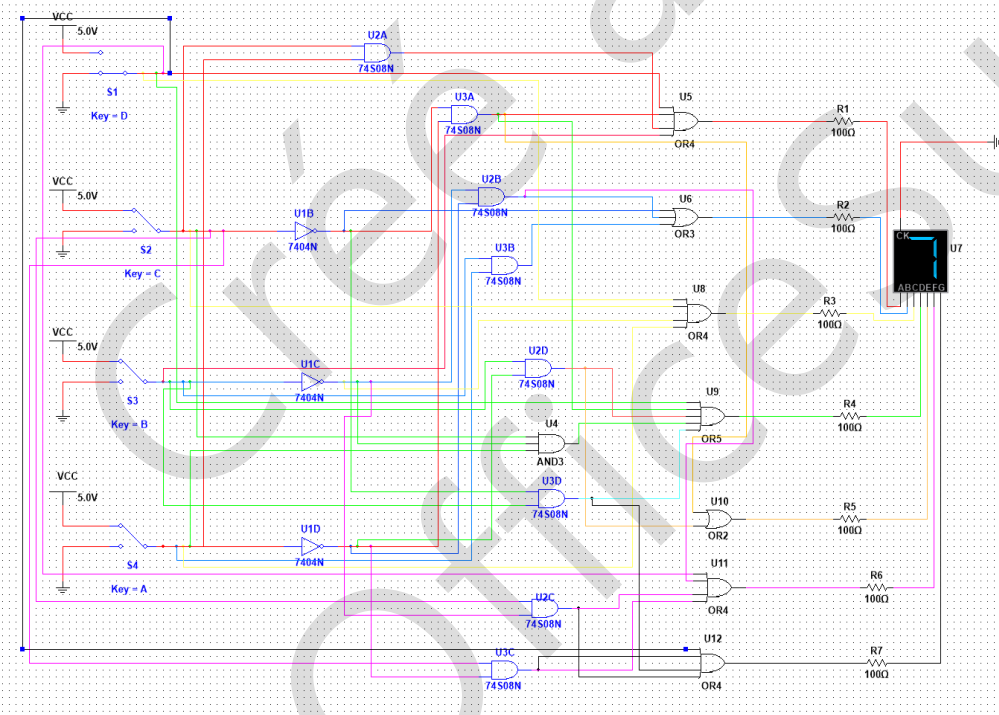 VCC
5.0V
S1
Key = D
U2A
74S08N
U3A
74S08N
U5
OR4
R1
100Ω
VCC
5.0V
S2
Key = C
U1B
7404N
U2B
74S08N
U3B
74S08N
U6
OR3
R2
100Ω
CK
U7
ABCDEFG
U8
OR4
R3
100Ω
VCC
5.0V
S3
Key = B
U1C
7404N
U2D
74S08N
U4
AND3
U9
OR5
R4
100Ω
VCC
5.0V
S4
Key = A
U1D
7404N
U3D
74S08N
U10
OR2
R5
100Ω
U2C
74S08N
U11
OR4
R6
100Ω
U3C
74S08N
U12
OR4
R7
100Ω